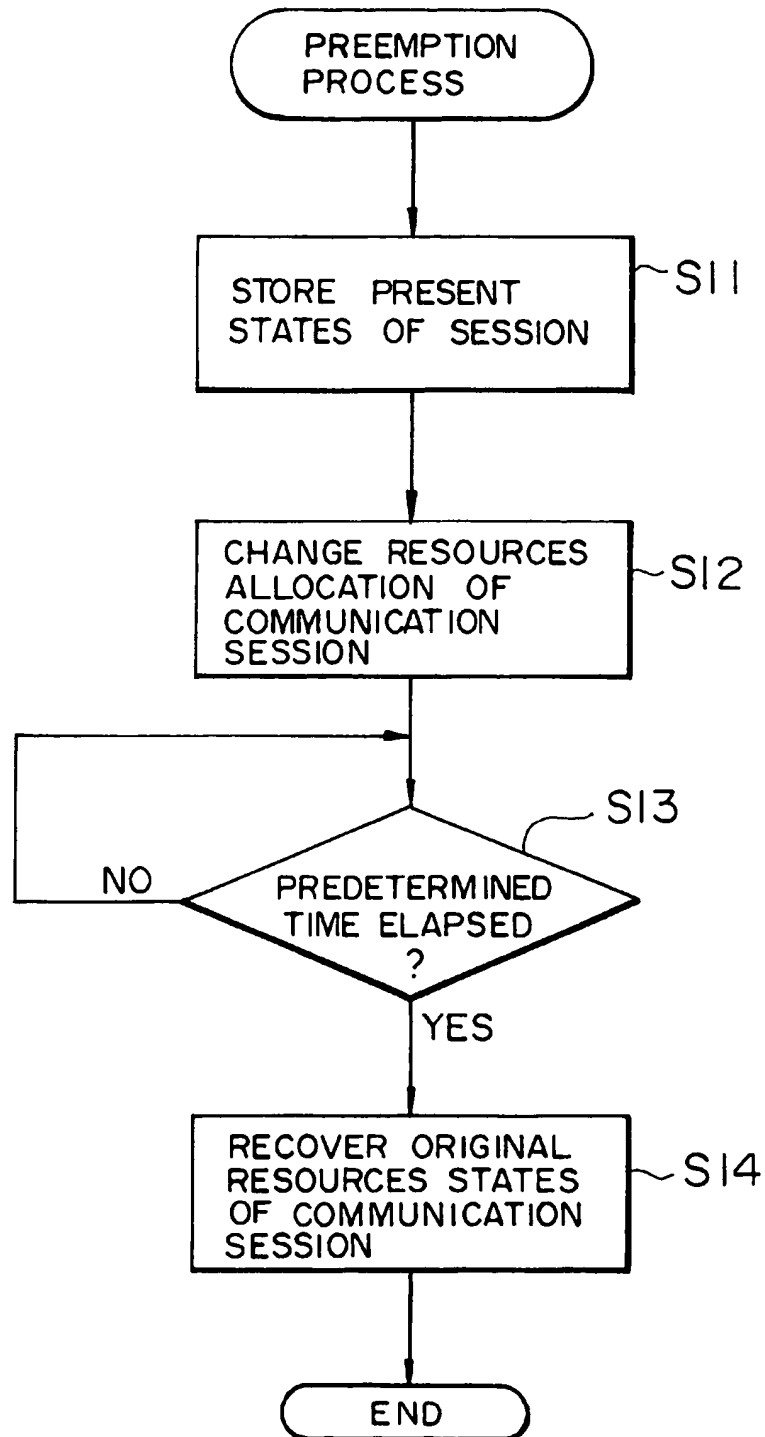 PREEMPTION
PROCESS
STORE PRESENT
STATES OF SESSION
S11
CHANGE RESOURCES
ALLOCATION OF
COMMUNICATION
SESSION
S12
S13
NO
PREDETERMINED
TIME ELAPSED
?
YES
RECOVER ORIGINAL
RESOURCES STATES
OF COMMUNICATION
SESSION
S14
END